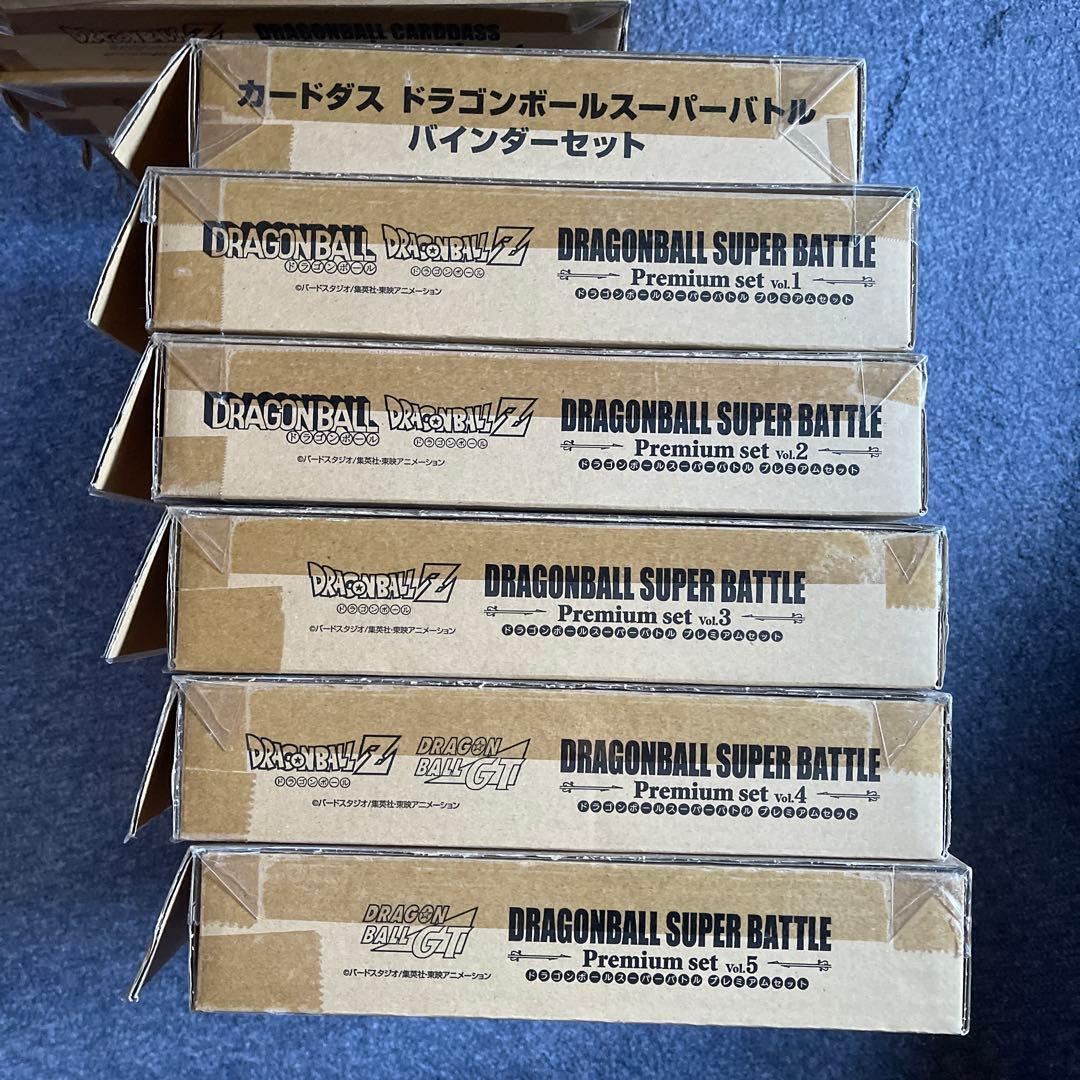 DRAGONBALL CARDDASS
カードダス ドラゴンボールスーパーバトル
バインダーセット
DRAGONBALL
ドラゴンボール
DRAGONBALL Z
ドラゴンボール
©バードスタジオ/集英社・東映アニメーション
DRAGONBALL SUPER BATTLE
Premium set Vol.1
ドラゴンボールスーパーバトル プレミアムセット
DRAGONBALL
ドラゴンボール
DRAGONBALL Z
ドラゴンボール
©バードスタジオ/集英社・東映アニメーション
DRAGONBALL SUPER BATTLE
Premium set Vol.2
ドラゴンボールスーパーバトル プレミアムセット
DRAGONBALL Z
ドラゴンボール
©バードスタジオ/集英社・東映アニメーション
DRAGONBALL SUPER BATTLE
Premium set Vol.3
ドラゴンボールスーパーバトル プレミアムセット
DRAGONBALL Z
ドラゴンボール
DRAGON
BALL GT
©バードスタジオ/集英社・東映アニメーション
DRAGONBALL SUPER BATTLE
Premium set Vol.4
ドラゴンボールスーパーバトル プレミアムセット
DRAGON
BALL GT
©バードスタジオ/集英社・東映アニメーション
DRAGONBALL SUPER BATTLE
Premium set Vol.5
ドラゴンボールスーパーバトル プレミアムセット